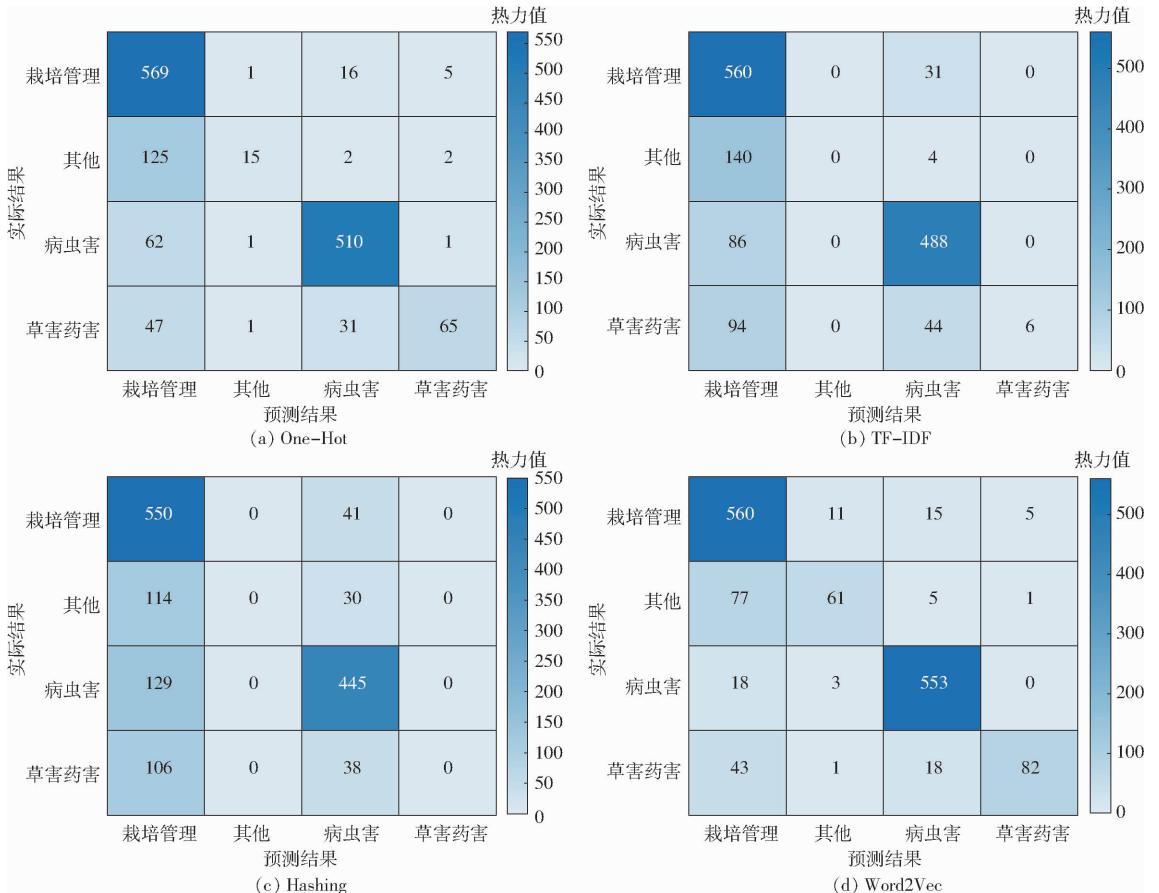 热力值
550
500
450
400
350
300
250
200
150
100
50
0
实际结果
栽培管理 569 1 16 5
其他 125 15 2 2
病虫害 62 1 510 1
草害药害 47 1 31 65
栽培管理 其他 病虫害 草害药害
预测结果
(a) One-Hot
热力值
500
400
300
200
100
0
实际结果
栽培管理 560 0 31 0
其他 140 0 4 0
病虫害 86 0 488 0
草害药害 94 0 44 6
栽培管理 其他 病虫害 草害药害
预测结果
(b) TF-IDF
热力值
550
500
450
400
350
300
250
200
150
100
50
0
实际结果
栽培管理 550 0 41 0
其他 114 0 30 0
病虫害 129 0 445 0
草害药害 106 0 38 0
栽培管理 其他 病虫害 草害药害
预测结果
(c) Hashing
热力值
500
400
300
200
100
0
实际结果
栽培管理 560 11 15 5
其他 77 61 5 1
病虫害 18 3 553 0
草害药害 43 1 18 82
栽培管理 其他 病虫害 草害药害
预测结果
(d) Word2Vec